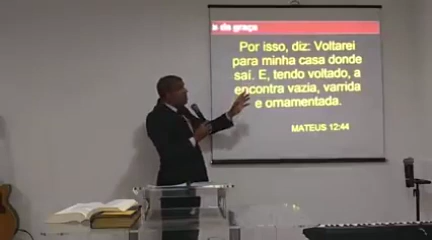 da graça
Por isso, diz: Voltarei
para minha casa donde
saí. E, tendo voltado, a
encontra vazia, varrida
e ornamentada.
MATEUS 12:44